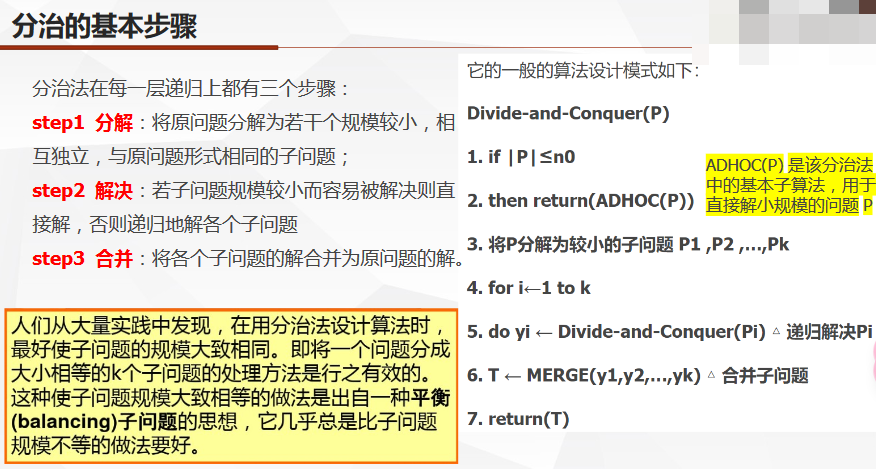 分治的基本步骤
分治法在每一层递归上都有三个步骤：
step1 分解：将原问题分解为若干个规模较小，相
互独立，与原问题形式相同的子问题；
step2 解决：若子问题规模较小而容易被解决则直
接解，否则递归地解各个子问题
step3 合并：将各个子问题的解合并为原问题的解。
人们从大量实践中发现，在用分治法设计算法时，
最好使子问题的规模大致相同。即将一个问题分成
大小相等的k个子问题的处理方法是行之有效的。
这种使子问题规模大致相等的做法是出自一种平衡
(balancing)子问题的思想，它几乎总是比子问题
规模不等的做法要好。
它的一般的算法设计模式如下：
Divide-and-Conquer(P)
1. if |P|≤n0
2. then return(ADHOC(P))
3. 将P分解为较小的子问题 P1 ,P2 ,…,Pk
4. for i←1 to k
5. do yi ← Divide-and-Conquer(Pi) △ 递归解决Pi
6. T ← MERGE(y1,y2,…,yk) △ 合并子问题
7. return(T)
ADHOC(P) 是该分治法
中的基本子算法，用于
直接解小规模的问题 P